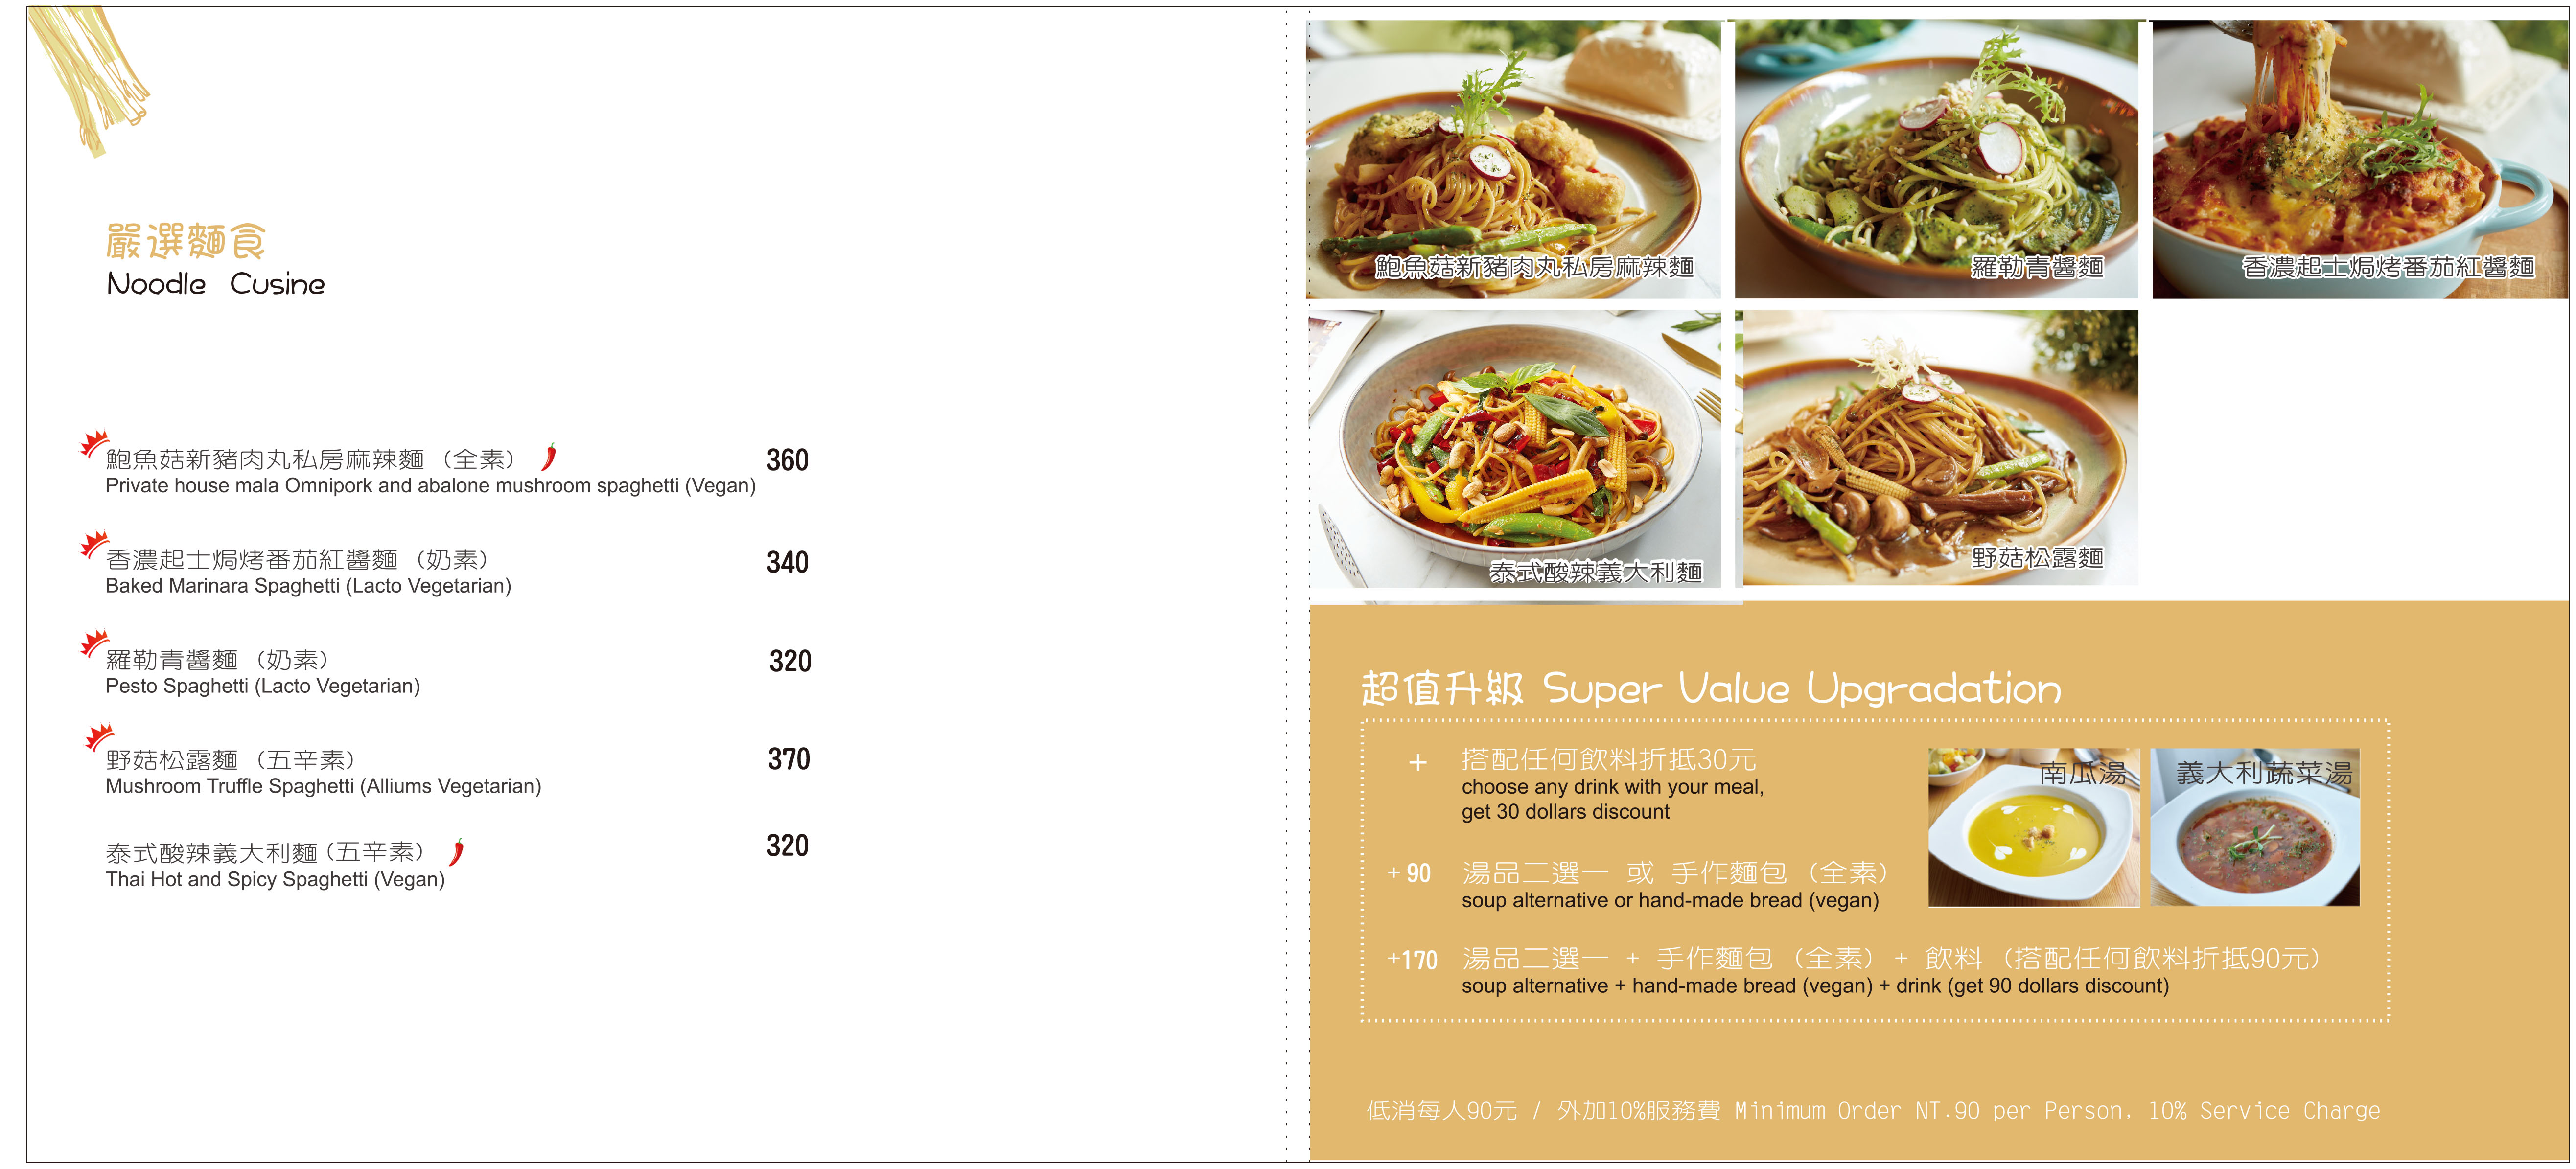 嚴選麵食
Noodle Cusine
鮑魚菇新豬肉丸私房麻辣麵（全素） 360
Private house mala Omnipork and abalone mushroom spaghetti (Vegan)
香濃起士焗烤番茄紅醬麵（奶素） 340
Baked Marinara Spaghetti (Lacto Vegetarian)
羅勒青醬麵（奶素） 320
Pesto Spaghetti (Lacto Vegetarian)
野菇松露麵（五辛素） 370
Mushroom Truffle Spaghetti (Alliums Vegetarian)
泰式酸辣義大利麵(五辛素） 320
Thai Hot and Spicy Spaghetti (Vegan)
鮑魚菇新豬肉丸私房麻辣麵
羅勒青醬麵
香濃起士焗烤番茄紅醬麵
泰式酸辣義大利麵
野菇松露麵
超值升級 Super Value Upgradation
+ 搭配任何飲料折抵30元
choose any drink with your meal,
get 30 dollars discount
+90 湯品二選一 或 手作麵包（全素）
soup alternative or hand-made bread (vegan)
南瓜湯
義大利蔬菜湯
+170 湯品二選一 + 手作麵包（全素）+ 飲料（搭配任何飲料折抵90元）
soup alternative + hand-made bread (vegan) + drink (get 90 dollars discount)
低消每人90元 / 外加10%服務費 Minimum Order NT.90 per Person, 10% Service Charge